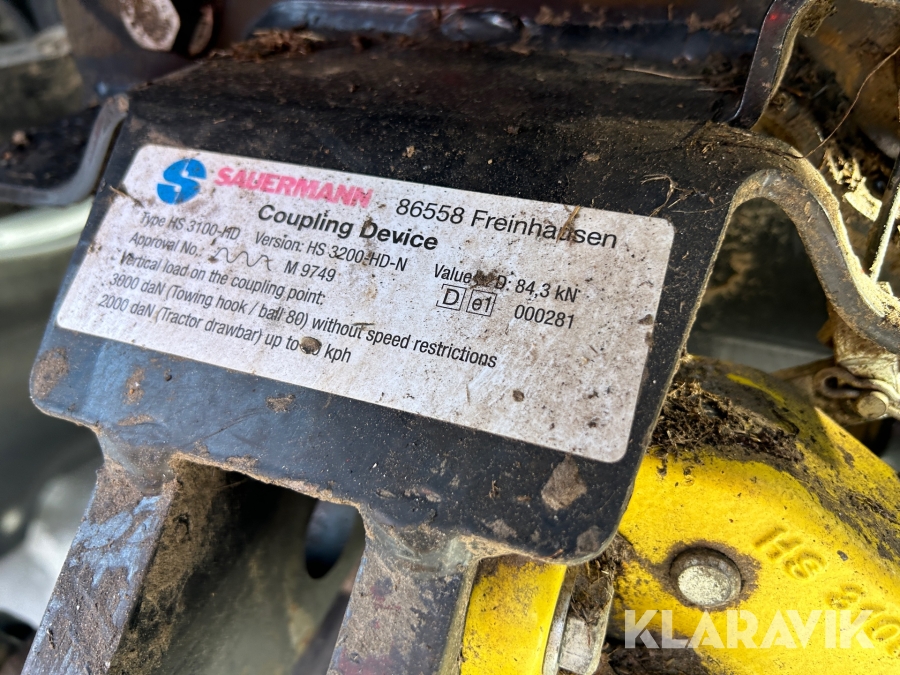 S SAUERMANN 86558 Freinhausen
Coupling Device
Type HS 3100-HD Version: HS 3200-HD-N Value D: 84,3 kN
Approval No.: M 9749 D e1 000281
Vertical load on the coupling point:
3000 daN (Towing hook / ball 80) without speed restrictions
2000 daN (Tractor drawbar) up to kph
HS
KLARAVIK